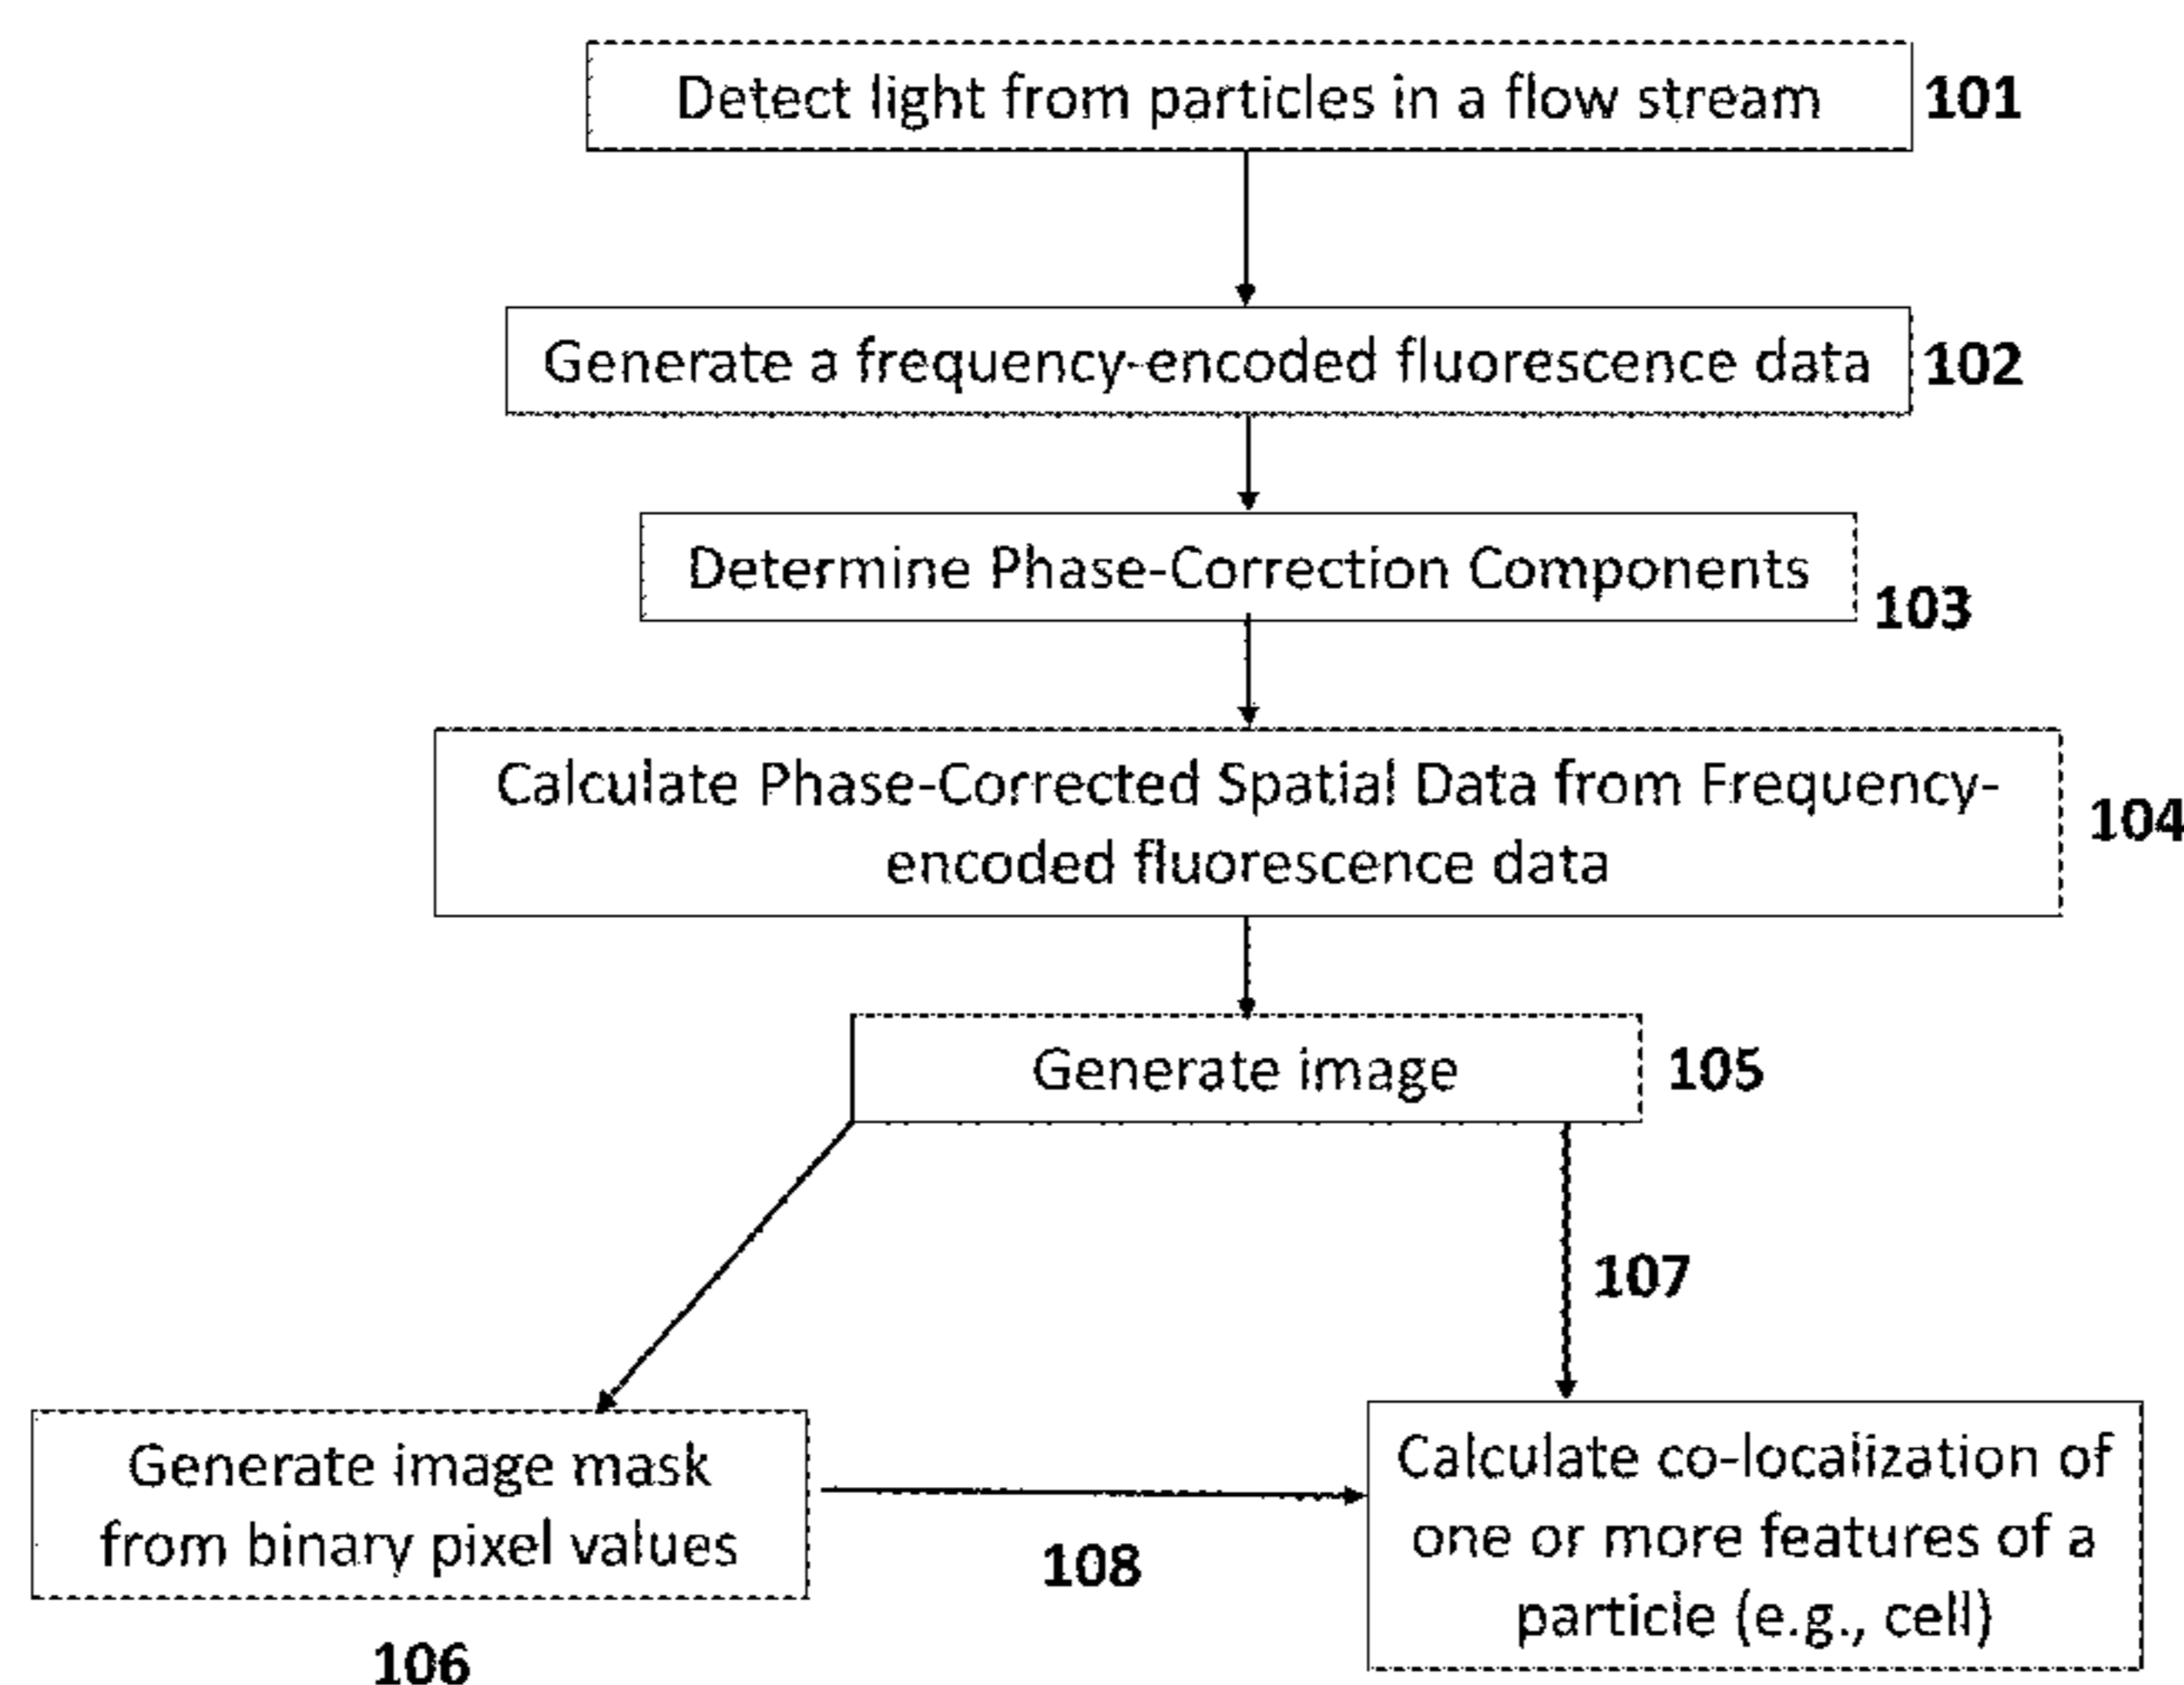 Detect light from particles in a flow stream 101
Generate a frequency-encoded fluorescence data 102
Determine Phase-Correction Components
103
Calculate Phase-Corrected Spatial Data from Frequency-
encoded fluorescence data
104
Generate image 105
107
Generate image mask
from binary pixel values
106
108
Calculate co-localization of
one or more features of a
particle (e.g., cell)